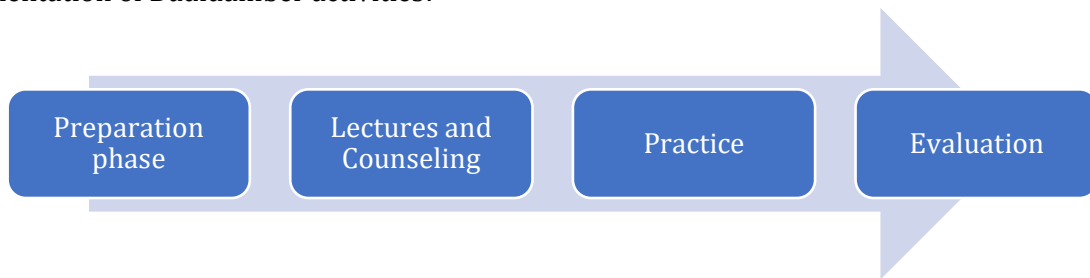 Preparation
phase
Lectures and
Counseling
Practice
Evaluation